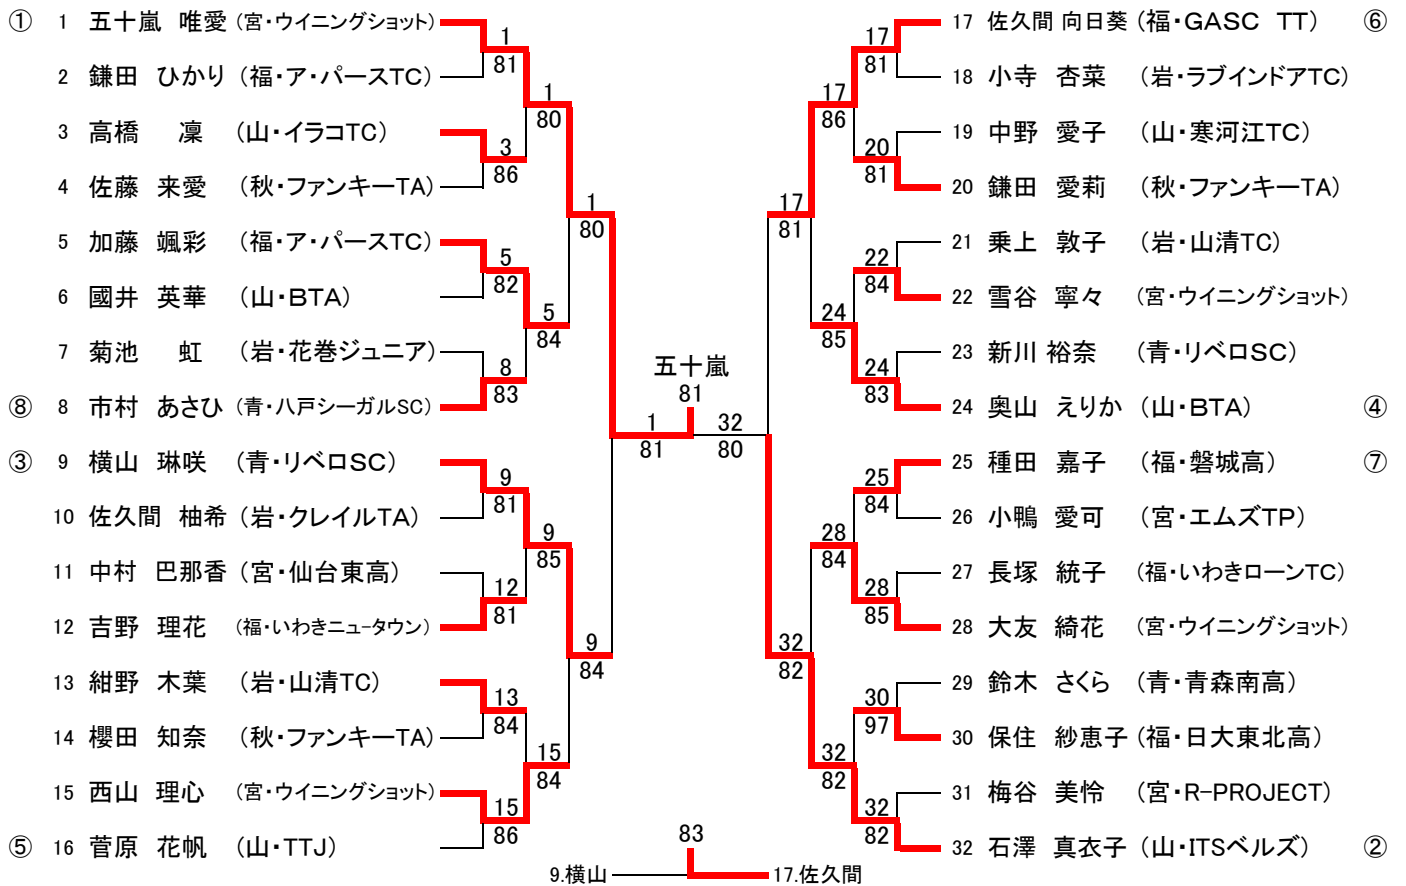 ① 1 五十嵐 唯愛 (宮・ウイニングショット)
1
81
2 鎌田 ひかり (福・ア・パースTC)
1
80
3 高橋 凜 (山・イラコTC)
3
86
4 佐藤 来愛 (秋・ファンキーTA)
1
80
5 加藤 颯彩 (福・ア・パースTC)
5
82
6 國井 英華 (山・BTA)
5
84
7 菊池 虹 (岩・花巻ジュニア)
8
83
⑧ 8 市村 あさひ (青・八戸シーガルSC)
1
81
③ 9 横山 琳咲 (青・リベロSC)
9
81
10 佐久間 柚希 (岩・クレイルTA)
9
85
11 中村 巴那香 (宮・仙台東高)
12
81
12 吉野 理花 (福・いわきニュータウン)
9
84
13 紺野 木葉 (岩・山清TC)
13
84
14 櫻田 知奈 (秋・ファンキーTA)
15
84
15 西山 理心 (宮・ウイニングショット)
15
86
⑤ 16 菅原 花帆 (山・TTJ)
五十嵐
81
17 佐久間 向日葵 (福・GASC TT) ⑥
17
81
18 小寺 杏菜 (岩・ラブインドアTC)
17
86
19 中野 愛子 (山・寒河江TC)
20
81
20 鎌田 愛莉 (秋・ファンキーTA)
17
81
21 乗上 敦子 (岩・山清TC)
22
84
22 雪谷 寧々 (宮・ウイニングショット)
24
85
23 新川 裕奈 (青・リベロSC)
24
83
24 奥山 えりか (山・BTA) ④
32
80
25 種田 嘉子 (福・磐城高) ⑦
25
84
26 小鴨 愛可 (宮・エムズTP)
28
84
27 長塚 統子 (福・いわきローンTC)
28
85
28 大友 綺花 (宮・ウイニングショット)
32
82
29 鈴木 さくら (青・青森南高)
30
97
30 保住 紗恵子 (福・日大東北高)
32
82
31 梅谷 美怜 (宮・R-PROJECT)
32
82
32 石澤 真衣子 (山・ITSベルズ) ②
83
9.横山 17.佐久間